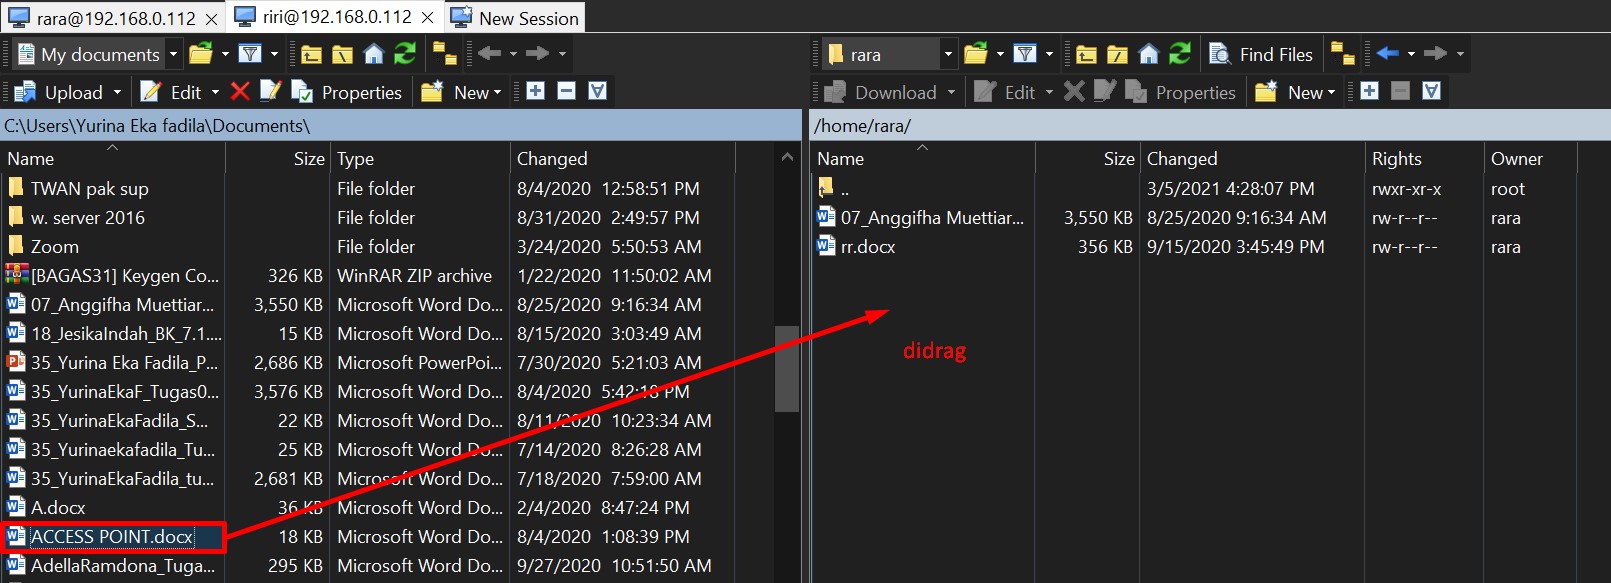 rara@192.168.0.112 riri@192.168.0.112 New Session
My documents rara Find Files
Upload Edit Properties New Download Edit Properties New
C:\Users\Yurina Eka fadila\Documents\ /home/rara/
Name Size Type Changed Name Size Changed Rights Owner
TWAN pak sup File folder 8/4/2020 12:58:51 PM .. 3/5/2021 4:28:07 PM rwxr-xr-x root
w. server 2016 File folder 8/31/2020 2:49:57 PM 07_Anggifha Muettiar... 3,550 KB 8/25/2020 9:16:34 AM rw-r--r-- rara
Zoom File folder 3/24/2020 5:50:53 AM rr.docx 356 KB 9/15/2020 3:45:49 PM rw-r--r-- rara
[BAGAS31] Keygen Co... 326 KB WinRAR ZIP archive 1/22/2020 11:50:02 AM
07_Anggifha Muettiar... 3,550 KB Microsoft Word Do... 8/25/2020 9:16:34 AM
18_JesikaIndah_BK_7.1.... 15 KB Microsoft Word Do... 8/15/2020 3:03:49 AM
didrag
35_Yurina Eka Fadila_P... 2,686 KB Microsoft PowerPoi... 7/30/2020 5:21:03 AM
35_YurinaEkaF_Tugas0... 3,576 KB Microsoft Word Do... 8/4/2020 5:42:18 PM
35_YurinaEkaFadila_S... 22 KB Microsoft Word Do... 8/11/2020 10:23:34 AM
35_Yurinaekafadila_Tu... 25 KB Microsoft Word Do... 7/14/2020 8:26:28 AM
35_YurinaEkaFadila_tu... 2,681 KB Microsoft Word Do... 7/18/2020 7:59:00 AM
A.docx 36 KB Microsoft Word Do... 2/4/2020 8:47:24 PM
ACCESS POINT.docx 18 KB Microsoft Word Do... 8/4/2020 1:08:39 PM
AdellaRamdona_Tuga... 295 KB Microsoft Word Do... 9/27/2020 10:51:50 AM